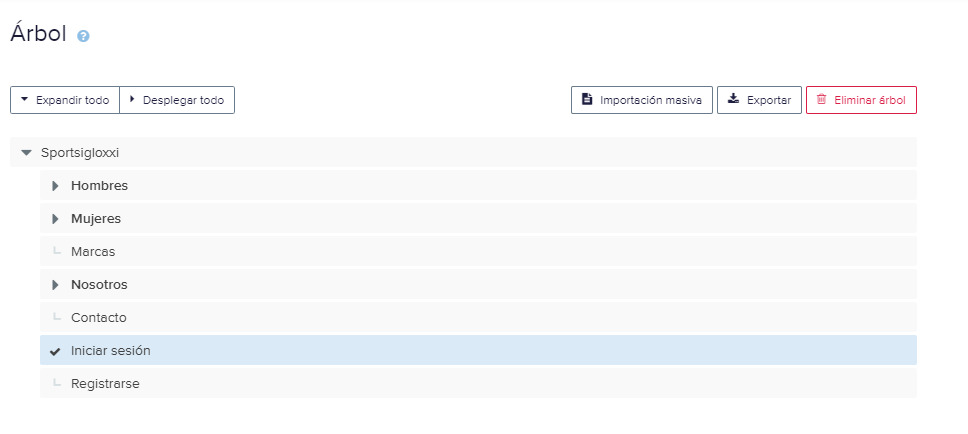 Árbol ?
Expandir todo Desplegar todo Importación masiva Exportar Eliminar árbol
Sportsigloxxi
Hombres
Mujeres
Marcas
Nosotros
Contacto
Iniciar sesión
Registrarse